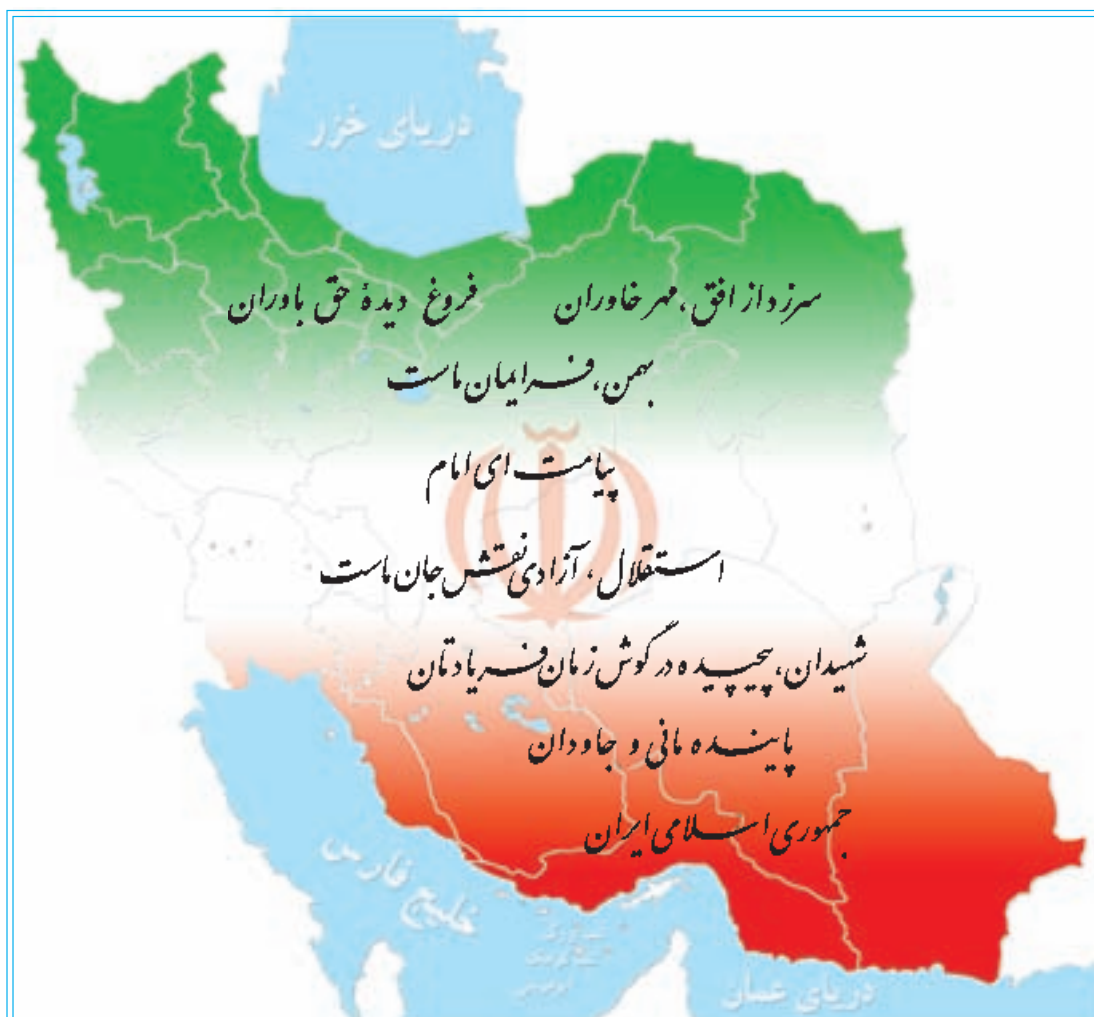 دریای خزر
سر زد از افق، مهر خاوران فروغ دیدهٔ حق باوران
بهمن، فر ایمان ماست
پیامت ای امام
استقلال، آزادی نقش جان ماست
شهیدان، پیچیده در گوش زمان فریادتان
پاینده مانی و جاودان
جمهوری اسلامی ایران
خلیج فارس
دریای عمان